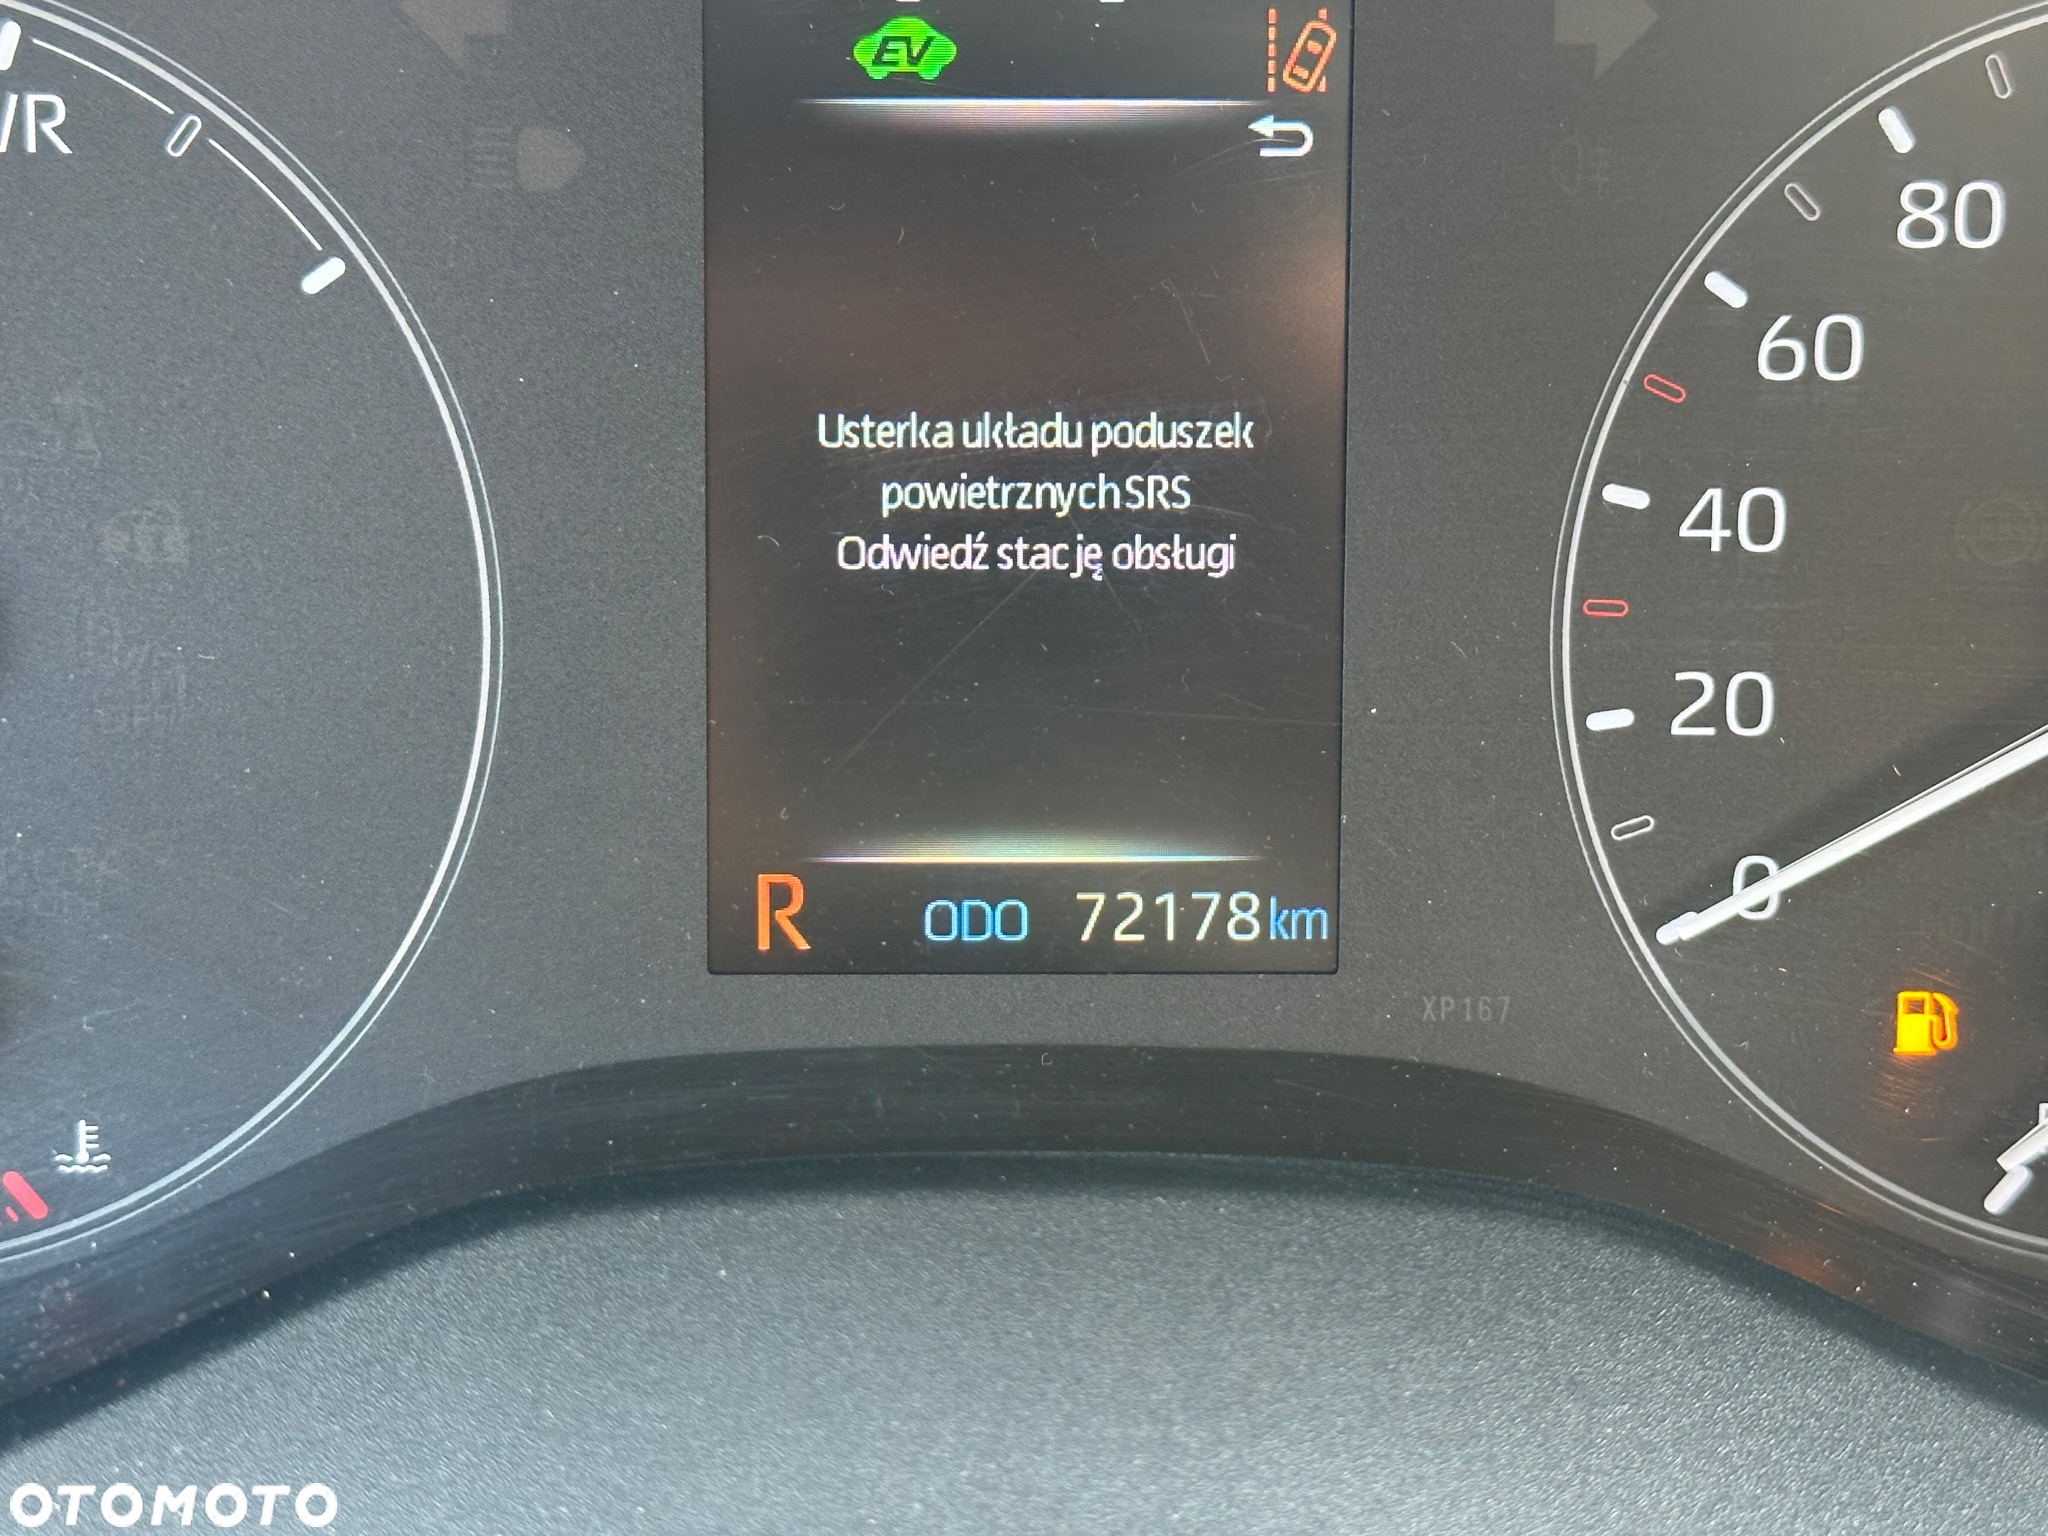 EV
WR
80
60
Usterka układu poduszek
powietrznych SRS
Odwiedź stację obsługi
40
20
0
R ODO 72178 km
XP167
OTOMOTO